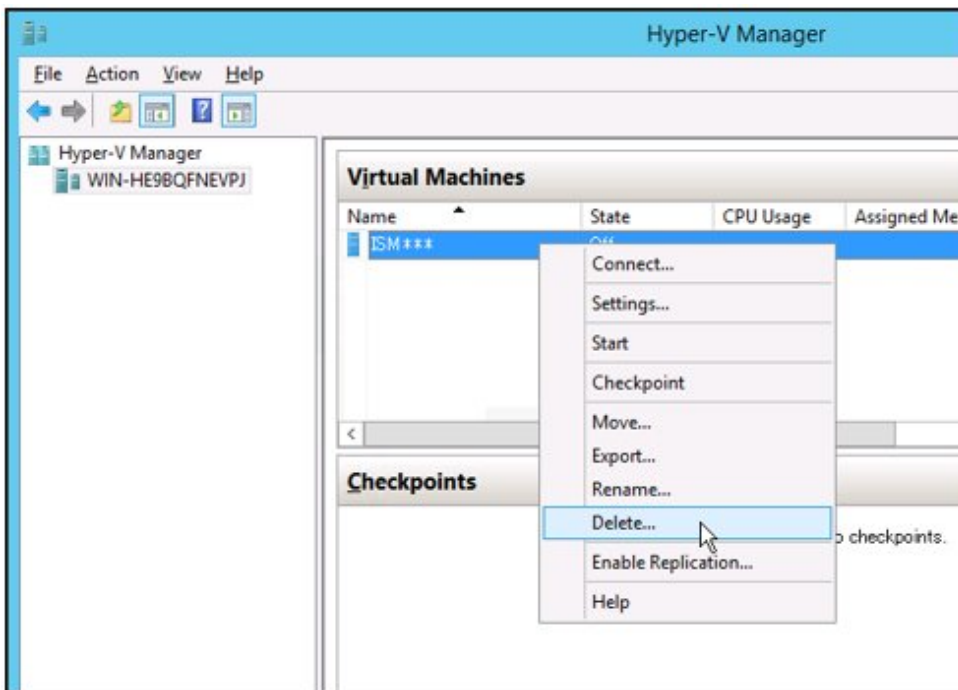 Hyper-V Manager
File Action View Help
Hyper-V Manager
WIN-HE9BQFNEVPJ
Virtual Machines
Name State CPU Usage Assigned Me
ISM*** Off
Connect...
Settings...
Start
Checkpoint
Move...
Export...
Rename...
Delete...
Enable Replication...
Help
Checkpoints
o checkpoints.